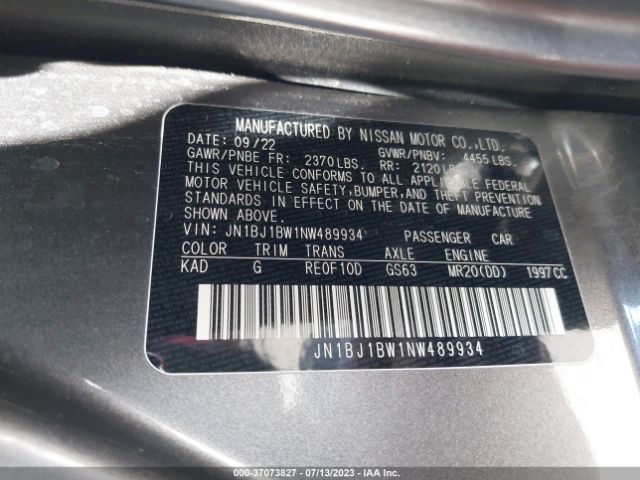 MANUFACTURED BY NISSAN MOTOR CO.,LTD.
DATE: 09/22 GVWR/PNBV: 4455 LBS.
GAWR/PNBE FR: 2370 LBS. RR: 2120 LB
THIS VEHICLE CONFORMS TO ALL APPLICABLE FEDERAL
MOTOR VEHICLE SAFETY,BUMPER,AND THEFT PREVENTION
STANDARDS IN EFFECT ON THE DATE OF MANUFACTURE
SHOWN ABOVE.
VIN: JN1BJ1BW1NW489934 PASSENGER CAR
COLOR TRIM TRANS AXLE ENGINE
KAD G RE0F10D GS63 MR20(DD) 1997CC
JN1BJ1BW1NW489934
000-37073827 - 07/13/2023 - IAA Inc.